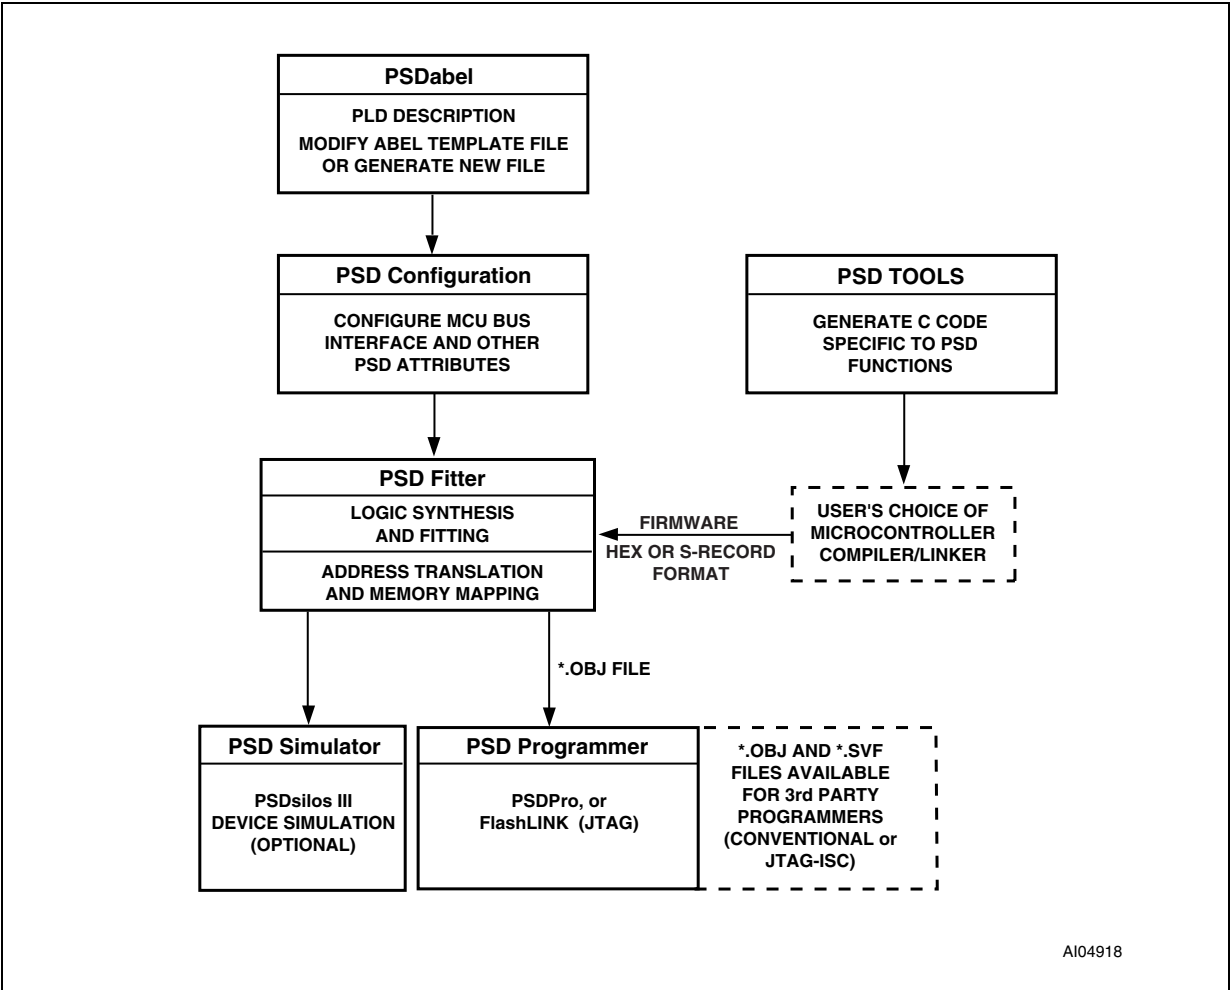 PSDabel
PLD DESCRIPTION
MODIFY ABEL TEMPLATE FILE
OR GENERATE NEW FILE
PSD Configuration
CONFIGURE MCU BUS
INTERFACE AND OTHER
PSD ATTRIBUTES
PSD TOOLS
GENERATE C CODE
SPECIFIC TO PSD
FUNCTIONS
PSD Fitter
LOGIC SYNTHESIS
AND FITTING
ADDRESS TRANSLATION
AND MEMORY MAPPING
FIRMWARE
HEX OR S-RECORD
FORMAT
USER'S CHOICE OF
MICROCONTROLLER
COMPILER/LINKER
*.OBJ FILE
PSD Simulator
PSDsilos III
DEVICE SIMULATION
(OPTIONAL)
PSD Programmer
PSDPro, or
FlashLINK (JTAG)
*.OBJ AND *.SVF
FILES AVAILABLE
FOR 3rd PARTY
PROGRAMMERS
(CONVENTIONAL or
JTAG-ISC)
AI04918